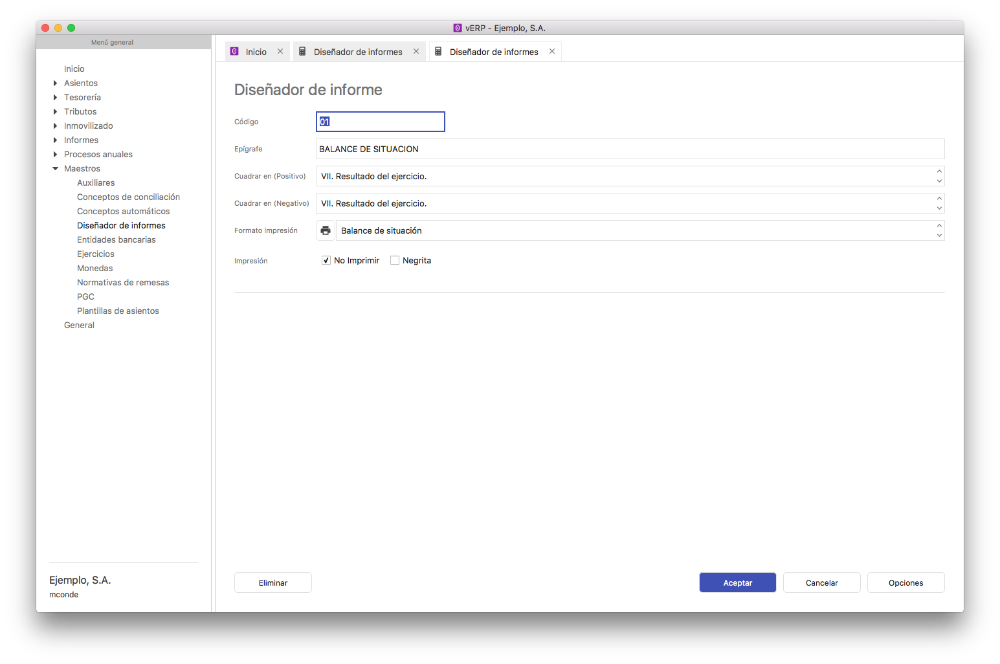 vERP - Ejemplo, S.A.
Menú general
Inicio
Asientos
Tesorería
Tributos
Inmovilizado
Informes
Procesos anuales
Maestros
Auxiliares
Conceptos de conciliación
Conceptos automáticos
Diseñador de informes
Entidades bancarias
Ejercicios
Monedas
Normativas de remesas
PGC
Plantillas de asientos
General
Ejemplo, S.A.
mconde
Inicio Diseñador de informes Diseñador de informes
Diseñador de informe
Código 01
Epígrafe BALANCE DE SITUACION
Cuadrar en (Positivo) VII. Resultado del ejercicio.
Cuadrar en (Negativo) VII. Resultado del ejercicio.
Formato impresión Balance de situación
Impresión No Imprimir Negrita
Eliminar Aceptar Cancelar Opciones